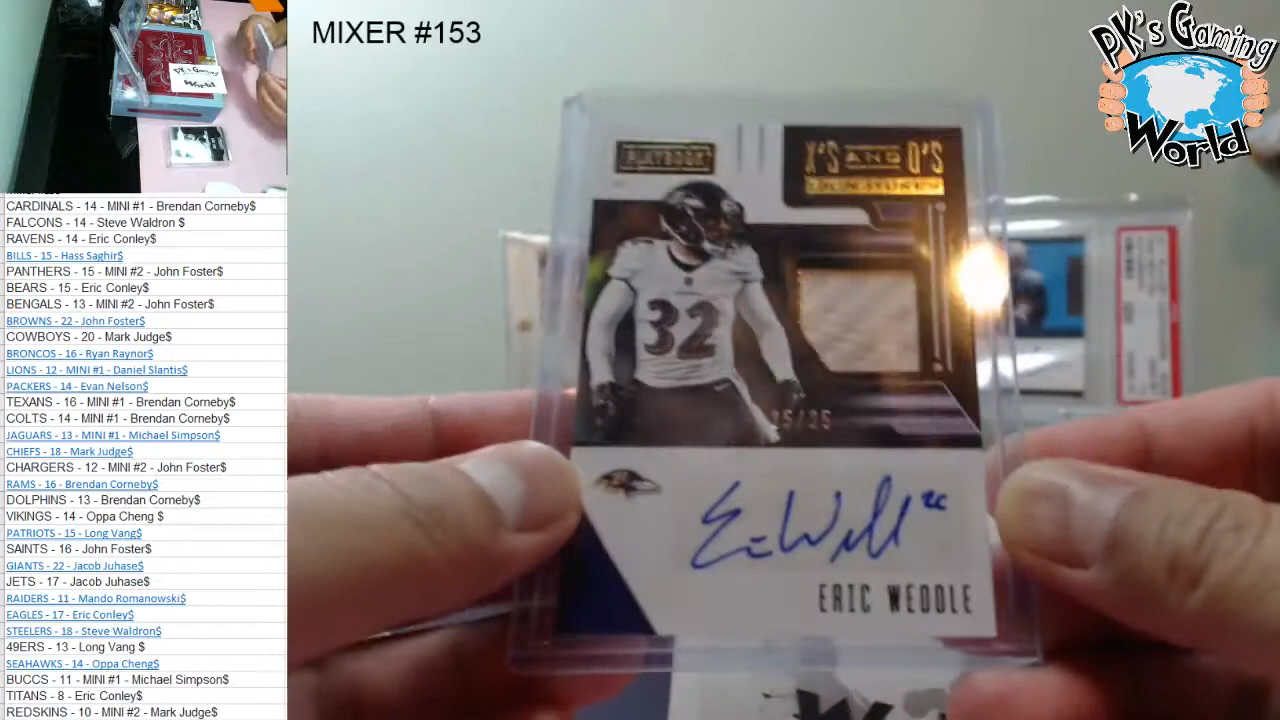 MIXER #153
PK's Gaming
World
PK's Gaming
World
CARDINALS - 14 - MINI #1 - Brendan Corneby$
FALCONS - 14 - Steve Waldron $
RAVENS - 14 - Eric Conley$
BILLS - 15 - Hass Saghir$
PANTHERS - 15 - MINI #2 - John Foster$
BEARS - 15 - Eric Conley$
BENGALS - 13 - MINI #2 - John Foster$
BROWNS - 22 - John Foster$
COWBOYS - 20 - Mark Judge$
BRONCOS - 16 - Ryan Raynor$
LIONS - 12 - MINI #1 - Daniel Slantis$
PACKERS - 14 - Evan Nelson$
TEXANS - 16 - MINI #1 - Brendan Corneby$
COLTS - 14 - MINI #1 - Brendan Corneby$
JAGUARS - 13 - MINI #1 - Michael Simpson$
CHIEFS - 18 - Mark Judge$
CHARGERS - 12 - MINI #2 - John Foster$
RAMS - 16 - Brendan Corneby$
DOLPHINS - 13 - Brendan Corneby$
VIKINGS - 14 - Oppa Cheng $
PATRIOTS - 15 - Long Vang$
SAINTS - 16 - John Foster$
GIANTS - 22 - Jacob Juhase$
JETS - 17 - Jacob Juhase$
RAIDERS - 11 - Mando Romanowski$
EAGLES - 17 - Eric Conley$
STEELERS - 18 - Steve Waldron$
49ERS - 13 - Long Vang $
SEAHAWKS - 14 - Oppa Cheng$
BUCCS - 11 - MINI #1 - Michael Simpson$
TITANS - 8 - Eric Conley$
REDSKINS - 10 - MINI #2 - Mark Judge$
PLAYBOOK
X'S AND O'S
SIGNATURES
32
25/25
Eric Weddle
ERIC WEDDLE